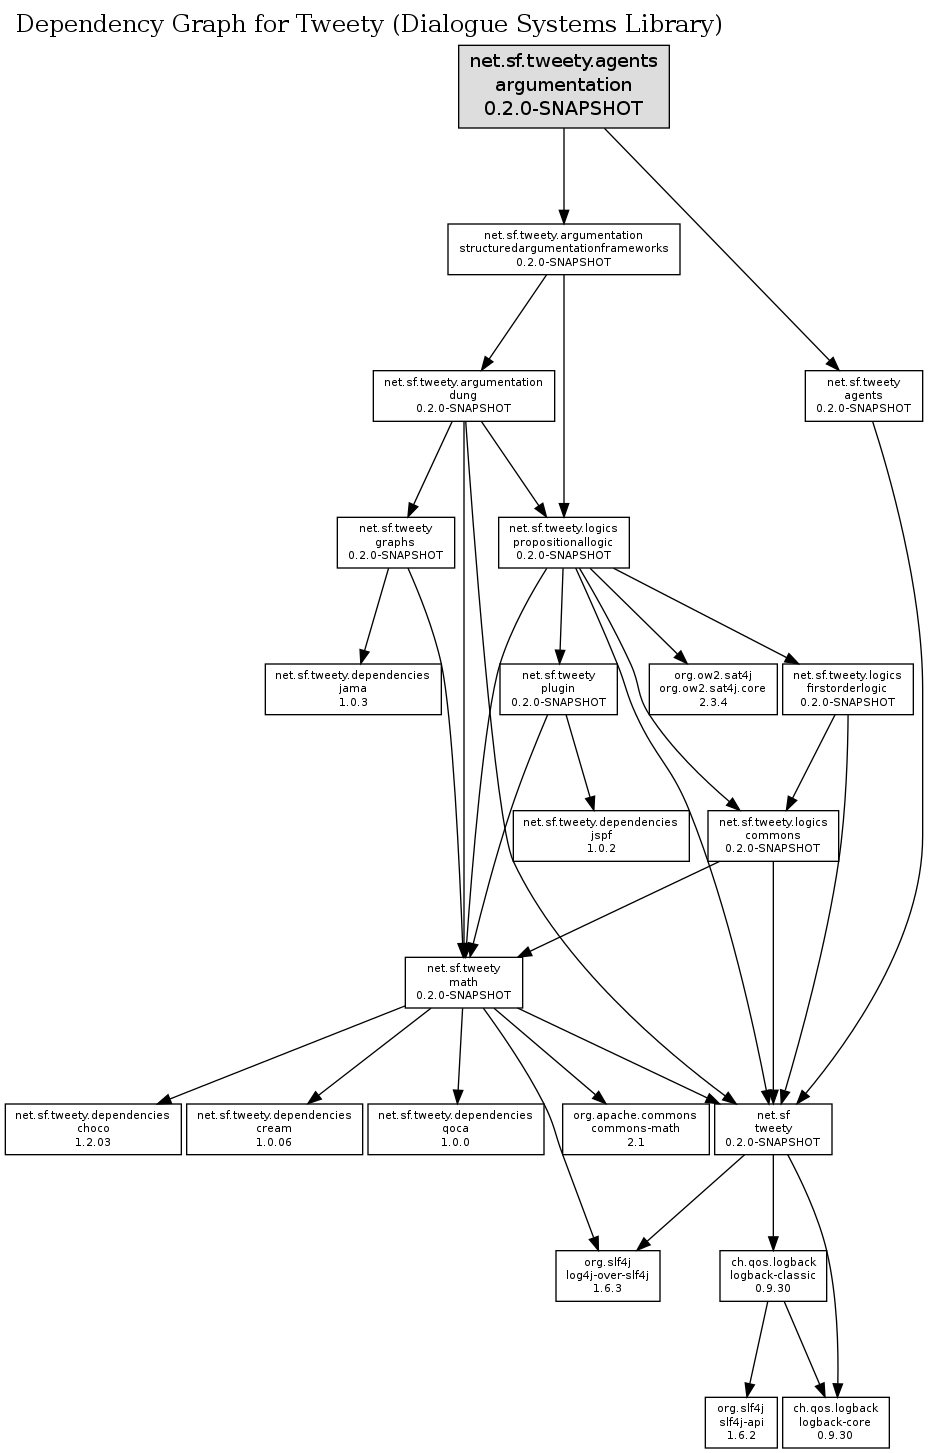 Dependency Graph for Tweety (Dialogue Systems Library)
net.sf.tweety.agents
argumentation
0.2.0-SNAPSHOT
net.sf.tweety.argumentation
structuredargumentationframeworks
0.2.0-SNAPSHOT
net.sf.tweety.argumentation
dung
0.2.0-SNAPSHOT
net.sf.tweety
agents
0.2.0-SNAPSHOT
net.sf.tweety
graphs
0.2.0-SNAPSHOT
net.sf.tweety.logics
propositionallogic
0.2.0-SNAPSHOT
net.sf.tweety.dependencies
jama
1.0.3
net.sf.tweety
plugin
0.2.0-SNAPSHOT
org.ow2.sat4j
org.ow2.sat4j.core
2.3.4
net.sf.tweety.logics
firstorderlogic
0.2.0-SNAPSHOT
net.sf.tweety.dependencies
jspf
1.0.2
net.sf.tweety.logics
commons
0.2.0-SNAPSHOT
net.sf.tweety
math
0.2.0-SNAPSHOT
net.sf.tweety.dependencies
choco
1.2.03
net.sf.tweety.dependencies
cream
1.0.06
net.sf.tweety.dependencies
qoca
1.0.0
org.apache.commons
commons-math
2.1
net.sf
tweety
0.2.0-SNAPSHOT
org.slf4j
log4j-over-slf4j
1.6.3
ch.qos.logback
logback-classic
0.9.30
org.slf4j
slf4j-api
1.6.2
ch.qos.logback
logback-core
0.9.30